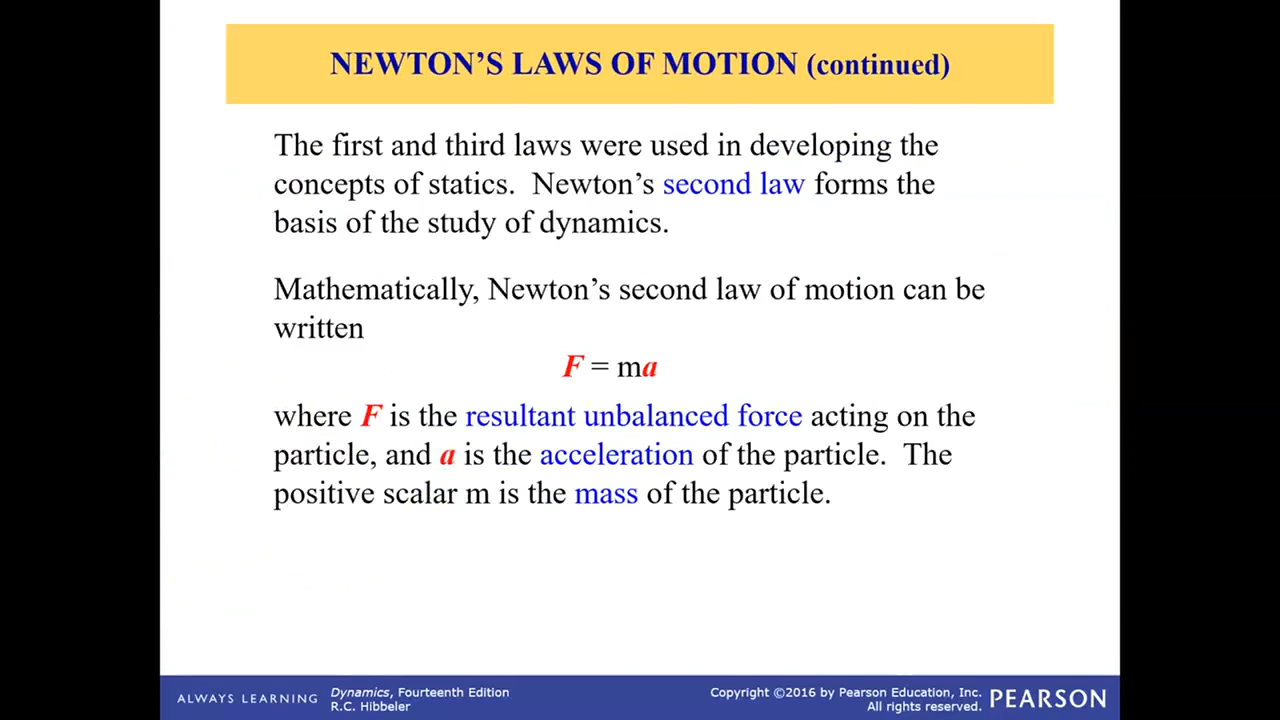 NEWTON’S LAWS OF MOTION (continued)
The first and third laws were used in developing the
concepts of statics.  Newton’s second law forms the
basis of the study of dynamics.
Mathematically, Newton’s second law of motion can be
written
F = ma
where F is the resultant unbalanced force acting on the
particle, and a is the acceleration of the particle.  The
positive scalar m is the mass of the particle.
ALWAYS LEARNING
Dynamics, Fourteenth Edition
R.C. Hibbeler
Copyright ©2016 by Pearson Education, Inc.
All rights reserved.
PEARSON